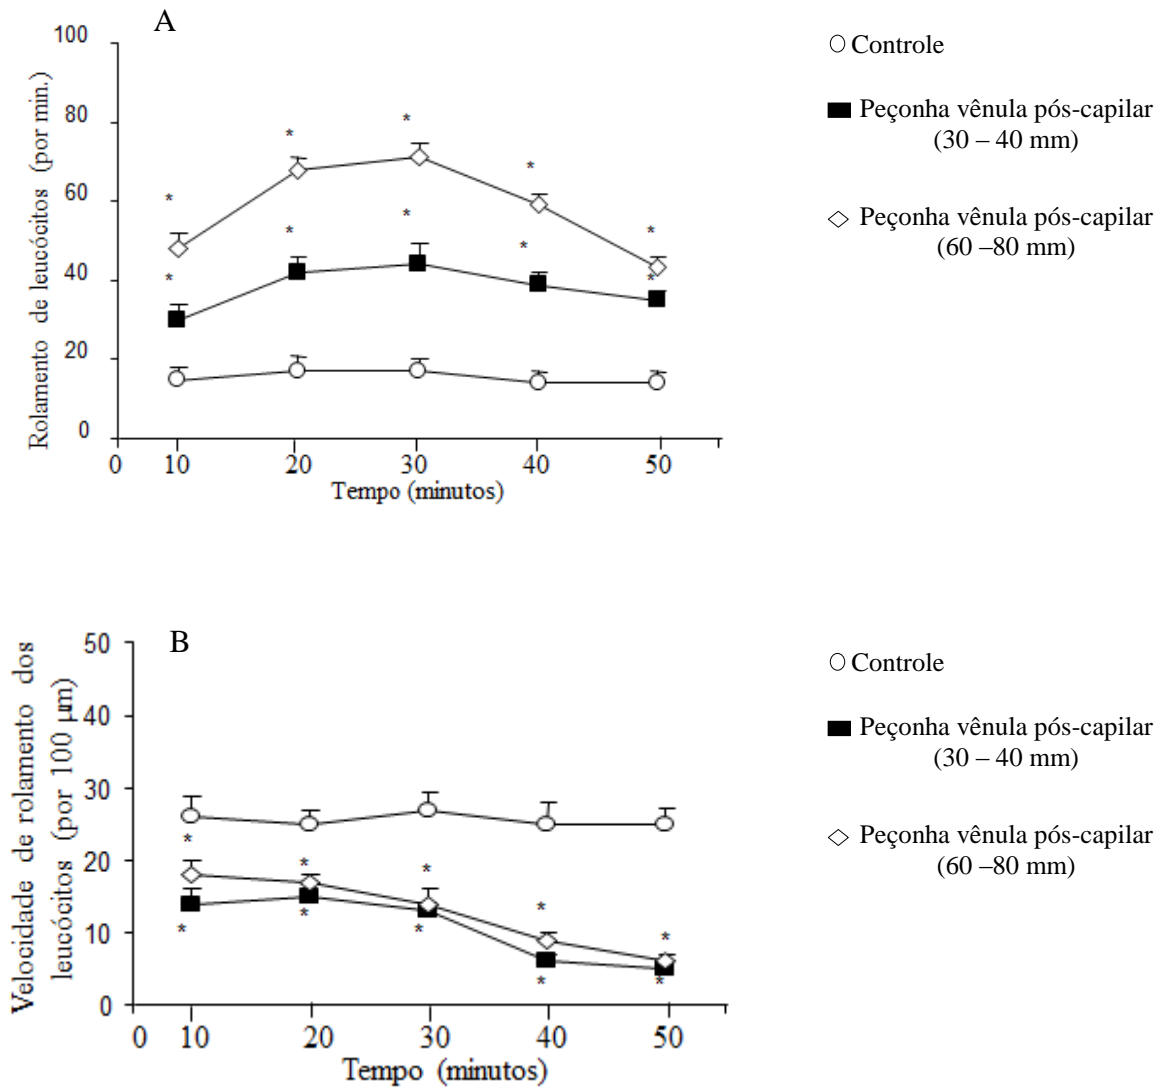 A
100
80
60
40
20
0
Rolamento de leucócitos (por min.)
0 10 20 30 40 50
Tempo (minutos)
* * * * *
* * * * *
Controle
Peçonha vênula pós-capilar
(30 – 40 mm)
Peçonha vênula pós-capilar
(60 –80 mm)
B
50
40
30
20
10
0
Velocidade de rolamento dos
leucócitos (por 100 µm)
0 10 20 30 40 50
Tempo (minutos)
* * * * *
* * * * *
Controle
Peçonha vênula pós-capilar
(30 – 40 mm)
Peçonha vênula pós-capilar
(60 –80 mm)